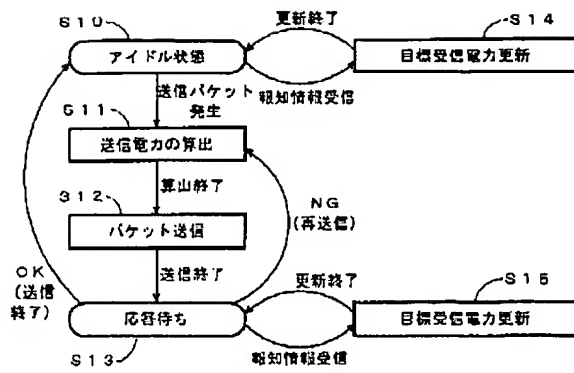 S10
更新終了
S14
アイドル状態
目標受信電力更新
報知情報受信
送信パケット
発生
S11
送信電力の算出
算出終了
S12
パケット送信
NG
(再送信)
送信終了
OK
(送信
終了)
更新終了
S15
応答待ち
目標受信電力更新
S13
報知情報受信